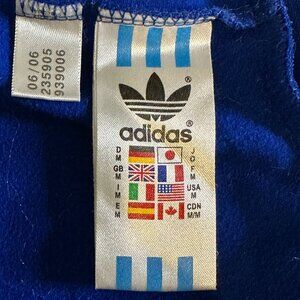 06/06
235905
939006
adidas
D M J O
GB M F M
I M USA M
E M CDN M/M